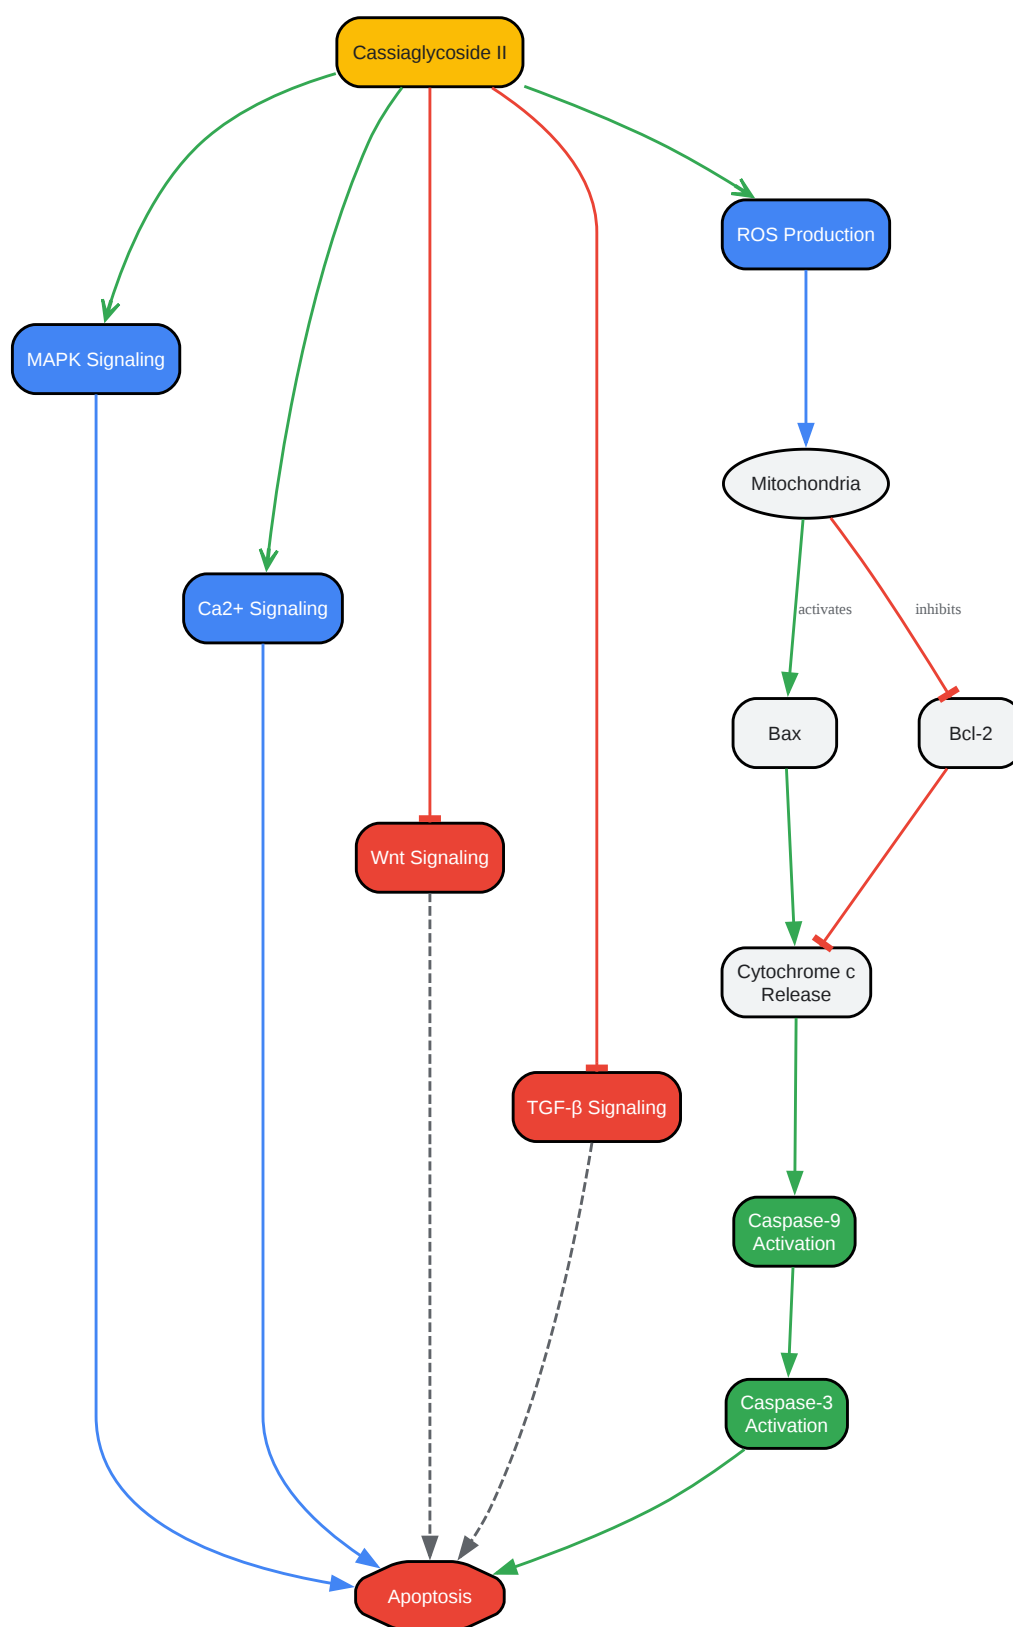 Cassiaglycoside II
ROS Production
MAPK Signaling
Mitochondria
Ca2+ Signaling
activates
inhibits
Bax
Bcl-2
Wnt Signaling
Cytochrome c
Release
TGF-β Signaling
Caspase-9
Activation
Caspase-3
Activation
Apoptosis